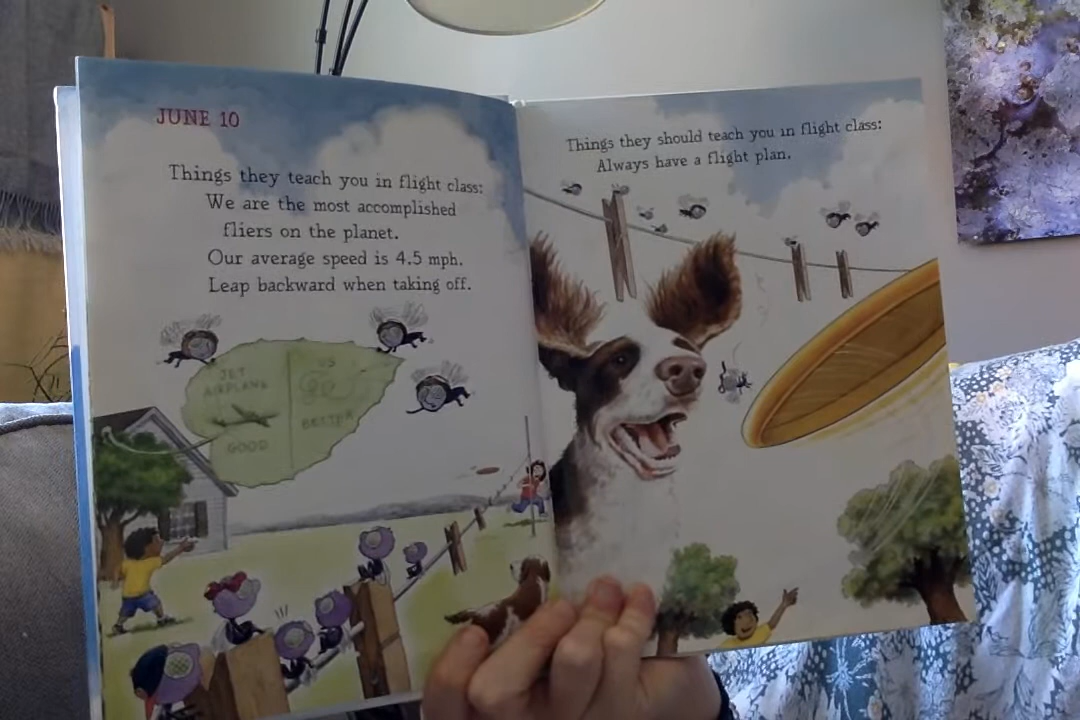 JUNE 10
Things they teach you in flight class:
We are the most accomplished
fliers on the planet.
Our average speed is 4.5 mph.
Leap backward when taking off.
JET
AIRPLANE
GOOD
VS
BETTER
Things they should teach you in flight class:
Always have a flight plan.